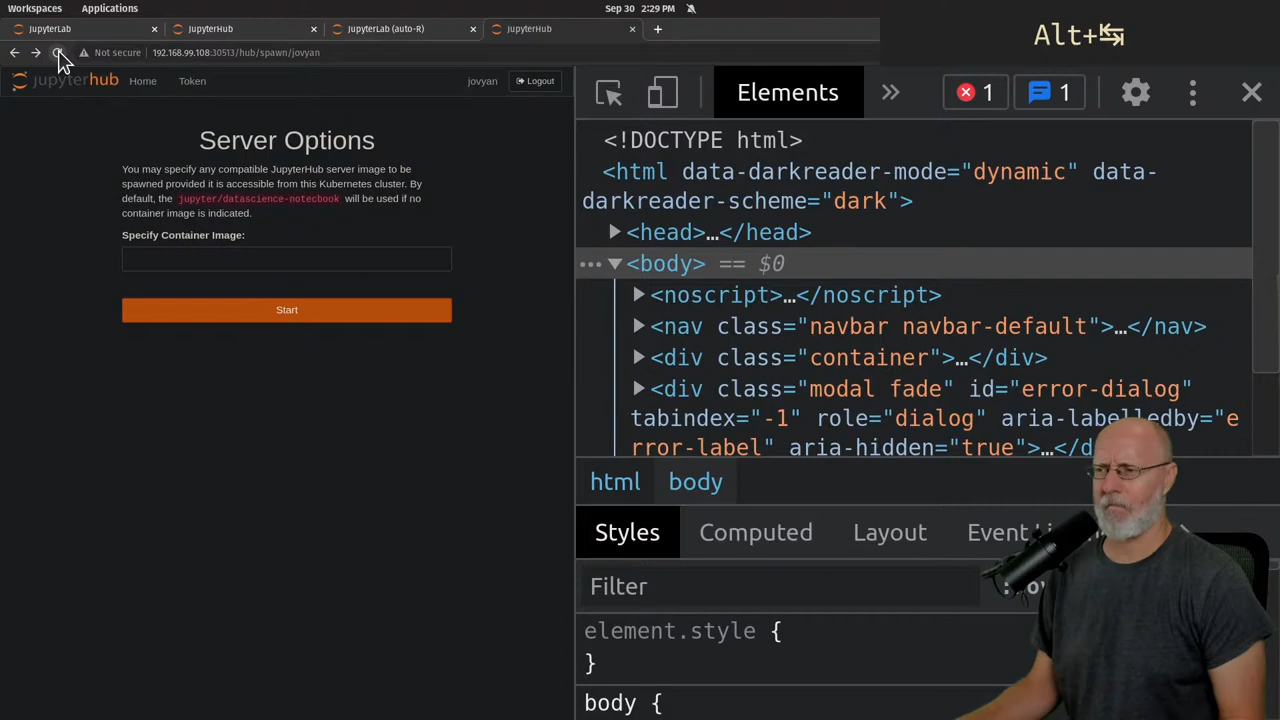 Workspaces Applications Sep 30 2:29 PM
JupyterLab JupyterHub JupyterLab (auto-R) JupyterHub
Alt+
Not secure 192.168.99.108:30513/hub/spawn/jovyan
jupyterhub Home Token jovyan Logout
Elements 1 1
Server Options
You may specify any compatible JupyterHub server image to be
spawned provided it is accessible from this Kubernetes cluster. By
default, the jupyter/datascience-notecbook will be used if no
container image is indicated.
Specify Container Image:
Start
<!DOCTYPE html>
<html data-darkreader-mode="dynamic" data-
darkreader-scheme="dark">
<head>…</head>
<body> == $0
<noscript>…</noscript>
<nav class="navbar navbar-default">…</nav>
<div class="container">…</div>
<div class="modal fade" id="error-dialog"
tabindex="-1" role="dialog" aria-labelledby="e
rror-label" aria-hidden="true">…</d
html body
Styles Computed Layout Event
Filter
element.style {
}
body {